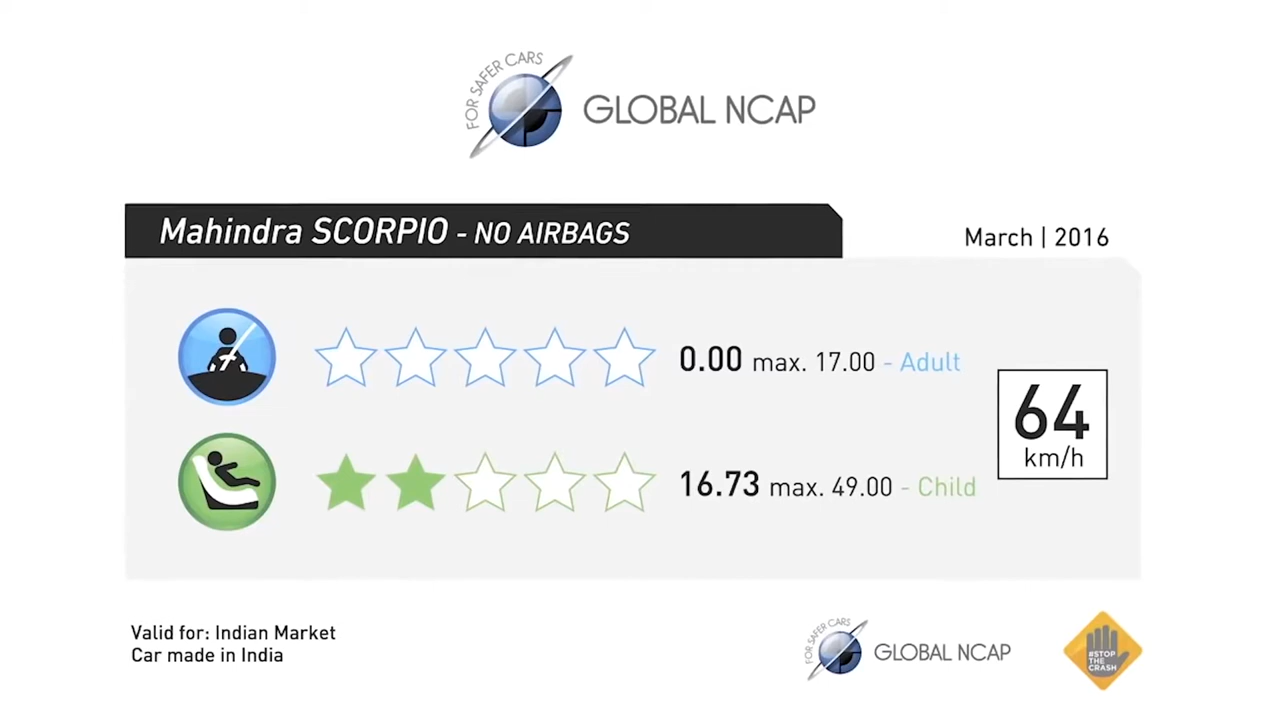 FOR SAFER CARS
GLOBAL NCAP
Mahindra SCORPIO - NO AIRBAGS
March | 2016
0.00 max. 17.00 - Adult
16.73 max. 49.00 - Child
64
km/h
Valid for: Indian Market
Car made in India
FOR SAFER CARS
GLOBAL NCAP
#STOP
THE
CRASH